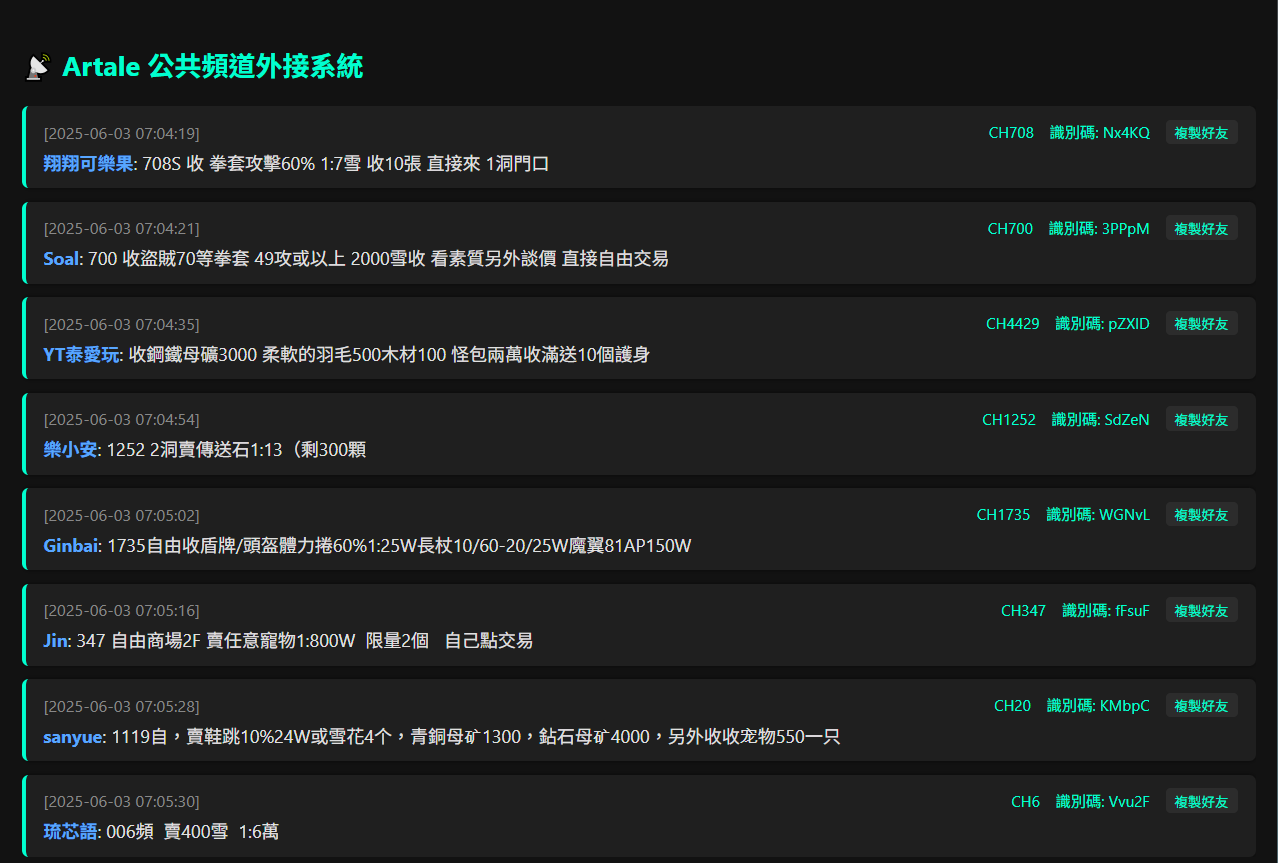 Artale 公共頻道外接系統
[2025-06-03 07:04:19] CH708 識別碼: Nx4KQ 複製好友
翔翔可樂果: 708S 收 拳套攻擊60% 1:7雪 收10張 直接來 1洞門口
[2025-06-03 07:04:21] CH700 識別碼: 3PPpM 複製好友
Soal: 700 收盜賊70等拳套 49攻或以上 2000雪收 看素質另外談價 直接自由交易
[2025-06-03 07:04:35] CH4429 識別碼: pZXlD 複製好友
YT泰愛玩: 收鋼鐵母礦3000 柔軟的羽毛500木材100 怪包兩萬收滿送10個護身
[2025-06-03 07:04:54] CH1252 識別碼: SdZeN 複製好友
樂小安: 1252 2洞賣傳送石1:13（剩300顆
[2025-06-03 07:05:02] CH1735 識別碼: WGNvL 複製好友
Ginbai: 1735自由收盾牌/頭盔體力捲60%1:25W長杖10/60-20/25W魔翼81AP150W
[2025-06-03 07:05:16] CH347 識別碼: fFsuF 複製好友
Jin: 347 自由商場2F 賣任意寵物1:800W  限量2個   自己點交易
[2025-06-03 07:05:28] CH20 識別碼: KMbpC 複製好友
sanyue: 1119自，賣鞋跳10%24W或雪花4个，青銅母矿1300，鉆石母矿4000，另外收收宠物550一只
[2025-06-03 07:05:30] CH6 識別碼: Vvu2F 複製好友
琉芯語: 006頻  賣400雪  1:6萬